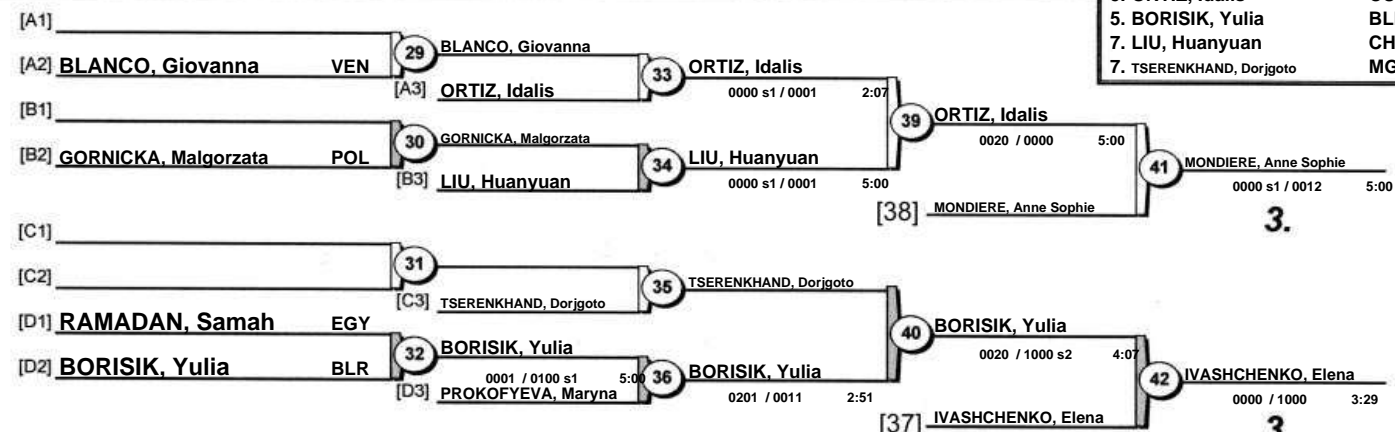 5. BORISIK, Yulia BL
7. LIU, Huanyuan CH
7. TSERENKHAND, Dorjgoto MG
[A1]
[A2] BLANCO, Giovanna VEN
29
BLANCO, Giovanna
[A3] ORTIZ, Idalis
33
ORTIZ, Idalis
0000 s1 / 0001 2:07
[B1]
[B2] GORNICKA, Malgorzata POL
30
GORNICKA, Malgorzata
[B3] LIU, Huanyuan
34
LIU, Huanyuan
0000 s1 / 0001 5:00
39
ORTIZ, Idalis
0020 / 0000 5:00
[38] MONDIERE, Anne Sophie
41
MONDIERE, Anne Sophie
0000 s1 / 0012 5:00
3.
[C1]
[C2]
31
[C3] TSERENKHAND, Dorjgoto
35
TSERENKHAND, Dorjgoto
[D1] RAMADAN, Samah EGY
[D2] BORISIK, Yulia BLR
32
BORISIK, Yulia
0001 / 0100 s1 5:00
[D3] PROKOFYEVA, Maryna
36
BORISIK, Yulia
0201 / 0011 2:51
40
BORISIK, Yulia
0020 / 1000 s2 4:07
[37] IVASHCHENKO, Elena
42
IVASHCHENKO, Elena
0000 / 1000 3:29
3